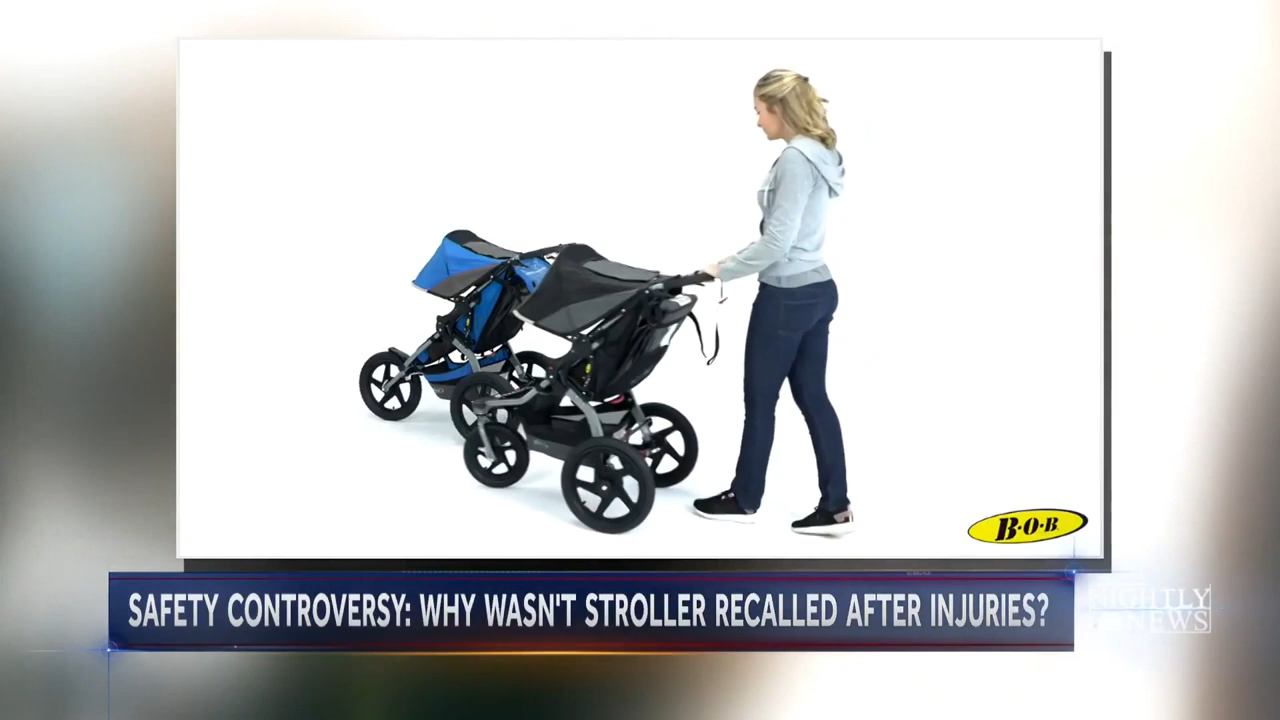 B·O·B
SAFETY CONTROVERSY: WHY WASN'T STROLLER RECALLED AFTER INJURIES?
NIGHTLY
NEWS